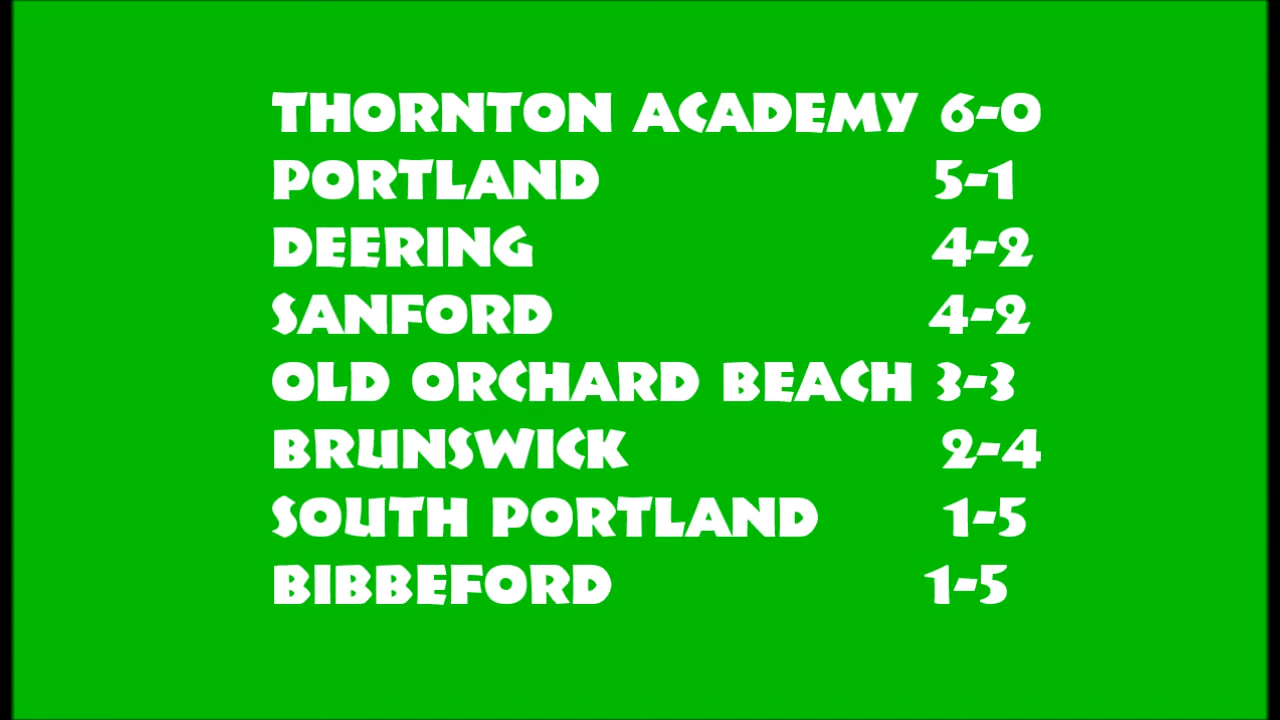 THORNTON ACADEMY 6-0
PORTLAND 5-1
DEERING 4-2
SANFORD 4-2
OLD ORCHARD BEACH 3-3
BRUNSWICK 2-4
SOUTH PORTLAND 1-5
BIBBEFORD 1-5